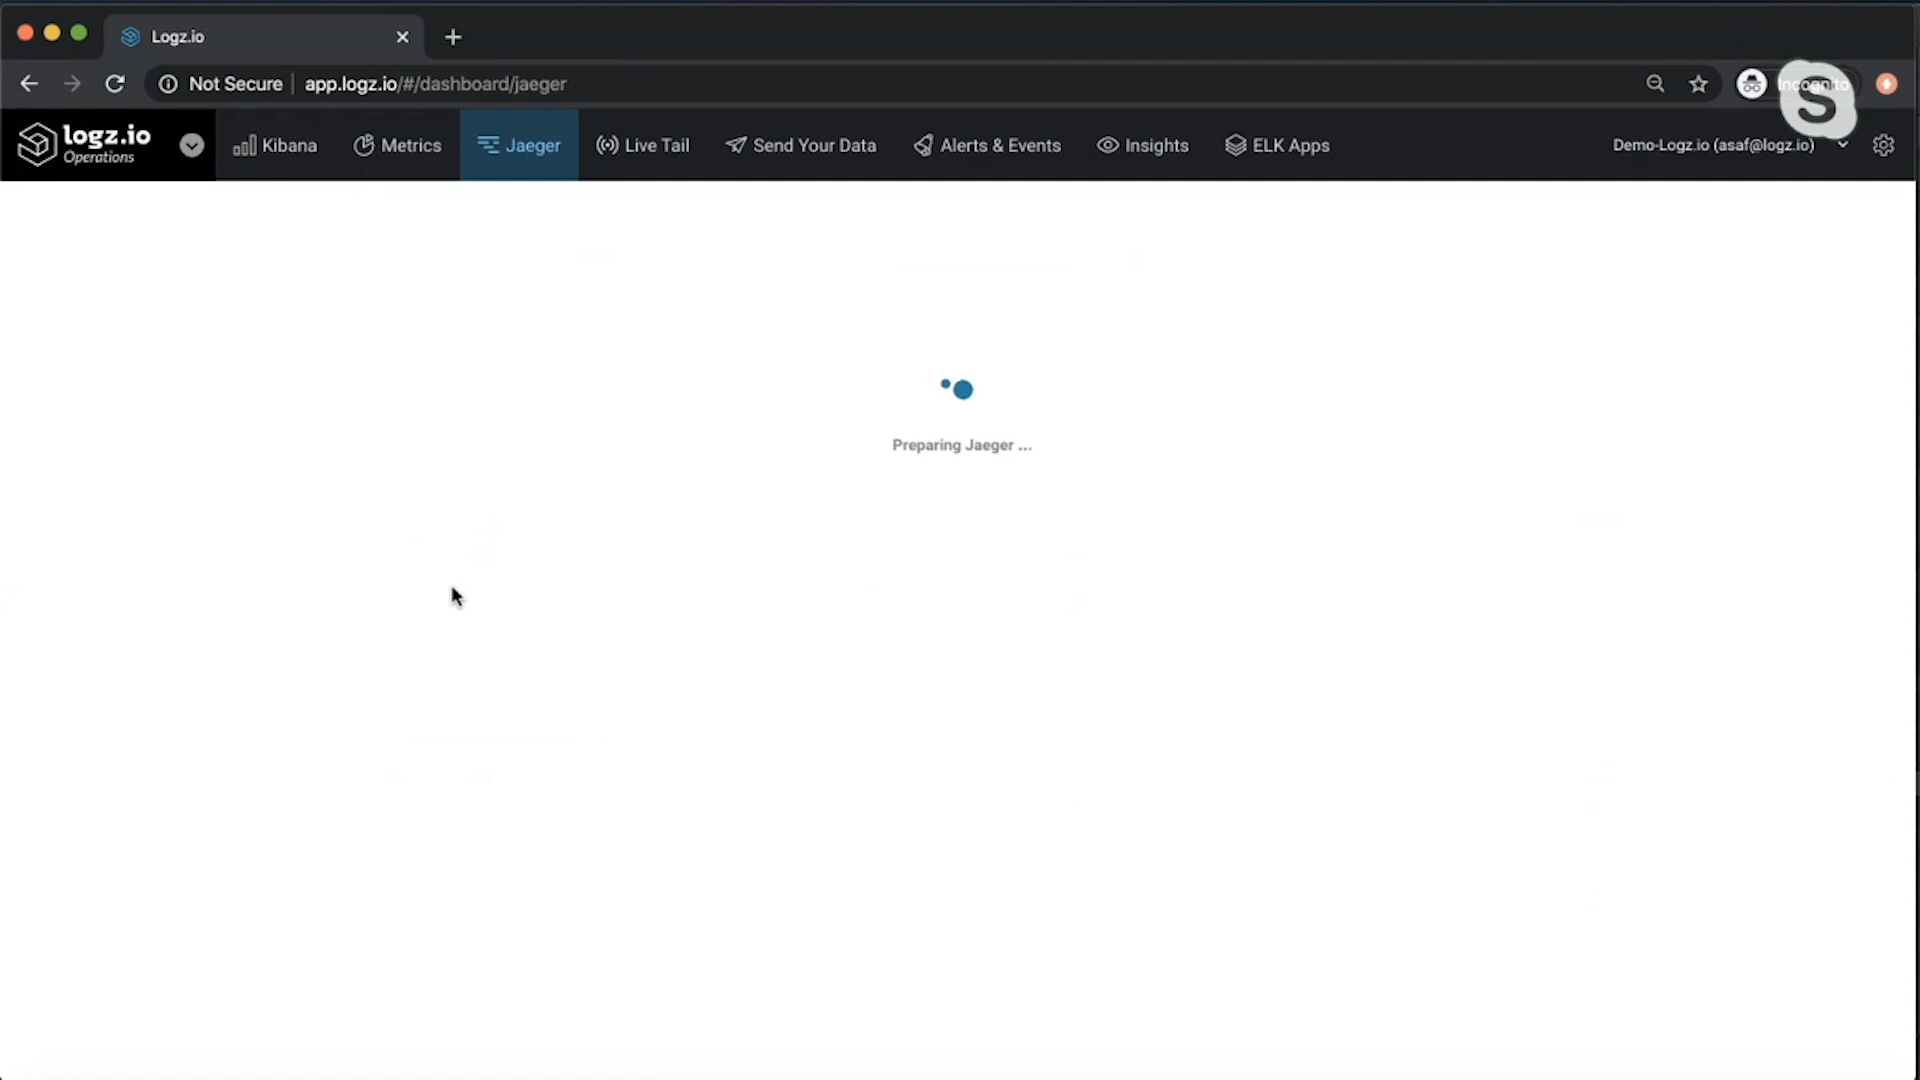 Logz.io
Not Secure app.logz.io/#/dashboard/jaeger Incognito
logz.io
Operations
Kibana Metrics Jaeger Live Tail Send Your Data Alerts & Events Insights ELK Apps Demo-Logz.io (asaf@logz.io)
Preparing Jaeger ...